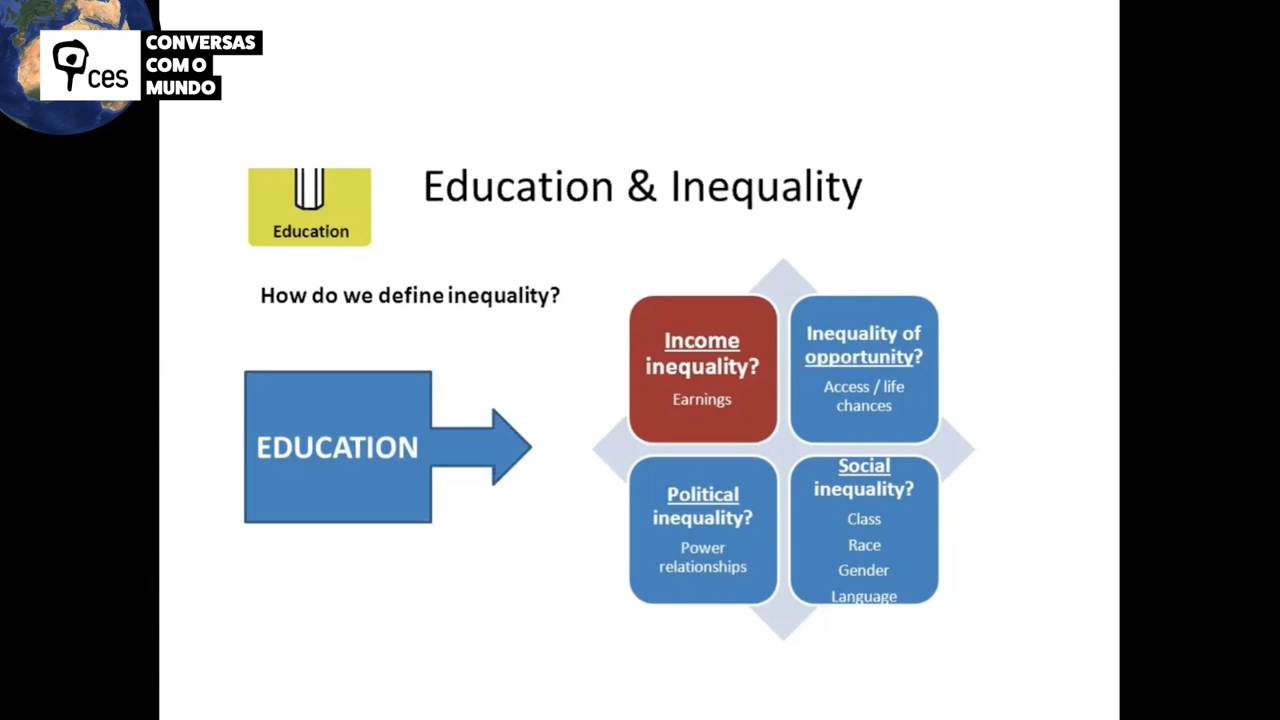 ces
CONVERSAS
COM O
MUNDO
Education & Inequality
Education
How do we define inequality?
EDUCATION
Income
inequality?
Earnings
Inequality of
opportunity?
Access / life
chances
Political
inequality?
Power
relationships
Social
inequality?
Class
Race
Gender
Language